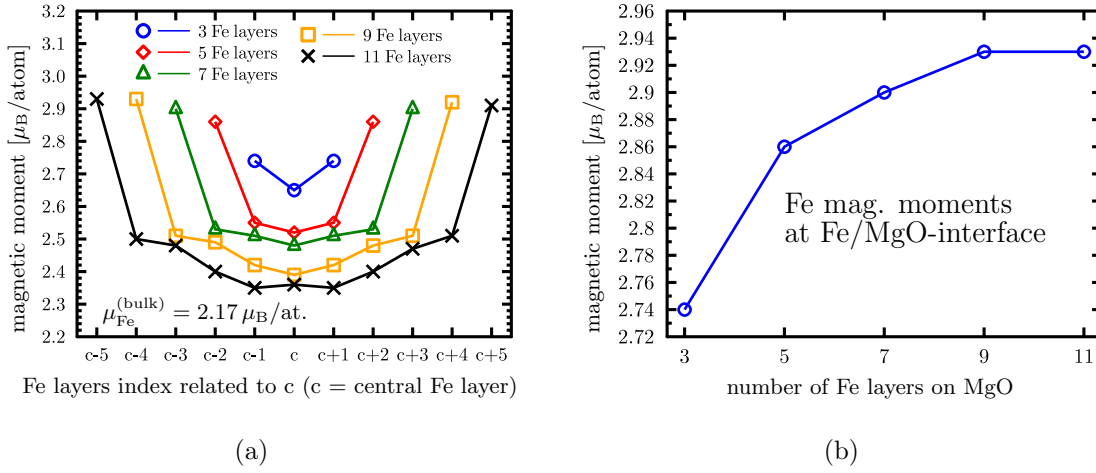 3.2
3.1
3.0
2.9
2.8
2.7
2.6
2.5
2.4
2.3
2.2
magnetic moment [μB/atom]
3 Fe layers
5 Fe layers
7 Fe layers
9 Fe layers
11 Fe layers
μFe(bulk) = 2.17 μB/at.
c-5 c-4 c-3 c-2 c-1 c c+1 c+2 c+3 c+4 c+5
Fe layers index related to c (c = central Fe layer)
(a)
2.96
2.94
2.92
2.9
2.88
2.86
2.84
2.82
2.8
2.78
2.76
2.74
2.72
magnetic moment [μB/atom]
Fe mag. moments
at Fe/MgO-interface
3 5 7 9 11
number of Fe layers on MgO
(b)